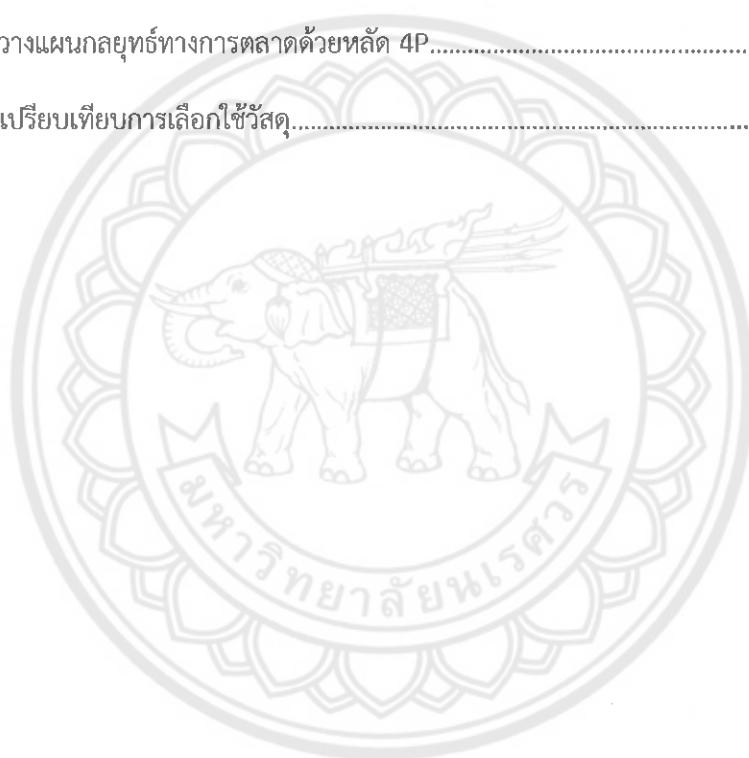 วางแผนกลยุทธ์ทางการตลาดด้วยหลัด 4P
เปรียบเทียบการเลือกใช้วัสดุ
มหาวิทยาลัยนเรศวร